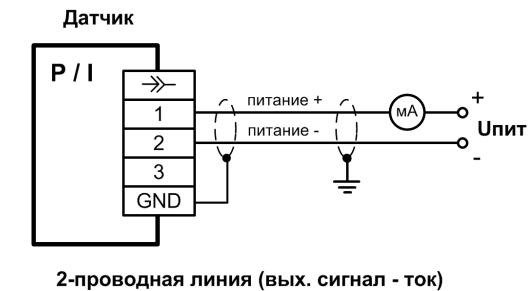 Датчик
P / I
1
питание +
мА
+
Uпит
2
питание -
-
3
GND
2-проводная линия (вых. сигнал - ток)